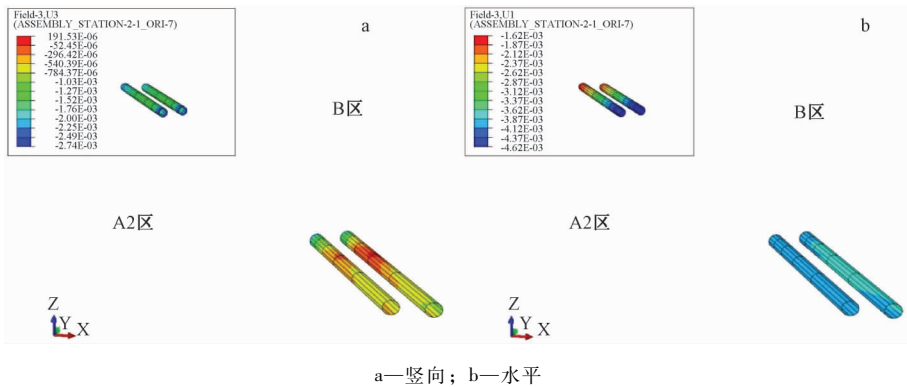 Field-3,U3
(ASSEMBLY_STATION-2-1_ORI-7)
191.53E-06
-52.45E-06
-296.42E-06
-540.39E-06
-784.37E-06
-1.03E-03
-1.27E-03
-1.52E-03
-1.76E-03
-2.00E-03
-2.25E-03
-2.49E-03
-2.74E-03
a
B区
A2区
Z
Y
X
Field-3,U1
(ASSEMBLY_STATION-2-1_ORI-7)
-1.62E-03
-1.87E-03
-2.12E-03
-2.37E-03
-2.62E-03
-2.87E-03
-3.12E-03
-3.37E-03
-3.62E-03
-3.87E-03
-4.12E-03
-4.37E-03
-4.62E-03
b
B区
A2区
Z
Y
X
a—竖向；b—水平